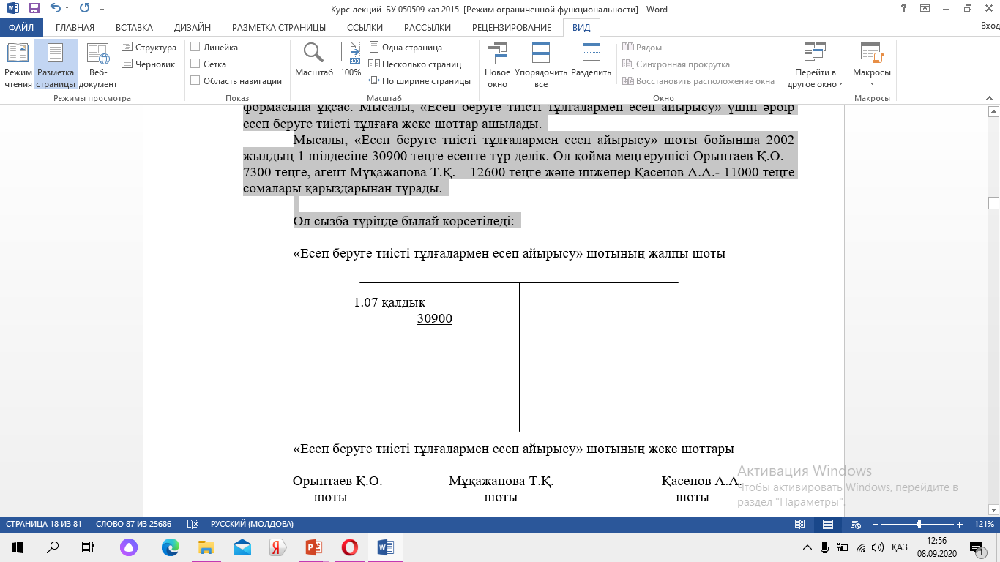 Курс лекций БУ 050509 каз 2015 [Режим ограниченной функциональности] - Word
ФАЙЛ ГЛАВНАЯ ВСТАВКА ДИЗАЙН РАЗМЕТКА СТРАНИЦЫ ССЫЛКИ РАССЫЛКИ РЕЦЕНЗИРОВАНИЕ ВИД Вход
Режим чтения
Разметка страницы
Веб-документ
Структура
Черновик
Режимы просмотра
Линейка
Сетка
Область навигации
Показ
Масштаб
100%
Одна страница
Несколько страниц
По ширине страницы
Масштаб
Новое окно
Упорядочить все
Разделить
Рядом
Синхронная прокрутка
Восстановить расположение окна
Перейти в другое окно
Окно
Макросы
Макросы
формасына ұқсас. Мысалы, «Есеп беруге тиісті тұлғалармен есеп айырысу» үшін әрбір
есеп беруге тиісті тұлғаға жеке шоттар ашылады.
Мысалы, «Есеп беруге тиісті тұлғалармен есеп айырысу» шоты бойынша 2002
жылдың 1 шілдесіне 30900 теңге есепте тұр делік. Ол қойма меңгерушісі Орынтаев Қ.О. –
7300 теңге, агент Мұқажанова Т.Қ. – 12600 теңге және инженер Қасенов А.А.- 11000 теңге
сомалары қарыздарынан тұрады.
Ол сызба түрінде былай көрсетіледі:
«Есеп беруге тиісті тұлғалармен есеп айырысу» шотының жалпы шоты
1.07 қалдық
30900
«Есеп беруге тиісті тұлғалармен есеп айырысу» шотының жеке шоттары
Орынтаев Қ.О. Мұқажанова Т.Қ. Қасенов А.А.
шоты шоты шоты
Активация Windows
Чтобы активировать Windows, перейдите в
раздел "Параметры".
СТРАНИЦА 18 ИЗ 81 СЛОВО 87 ИЗ 25686 РУССКИЙ (МОЛДОВА) 121%
ҚАЗ
12:56
08.09.2020
1